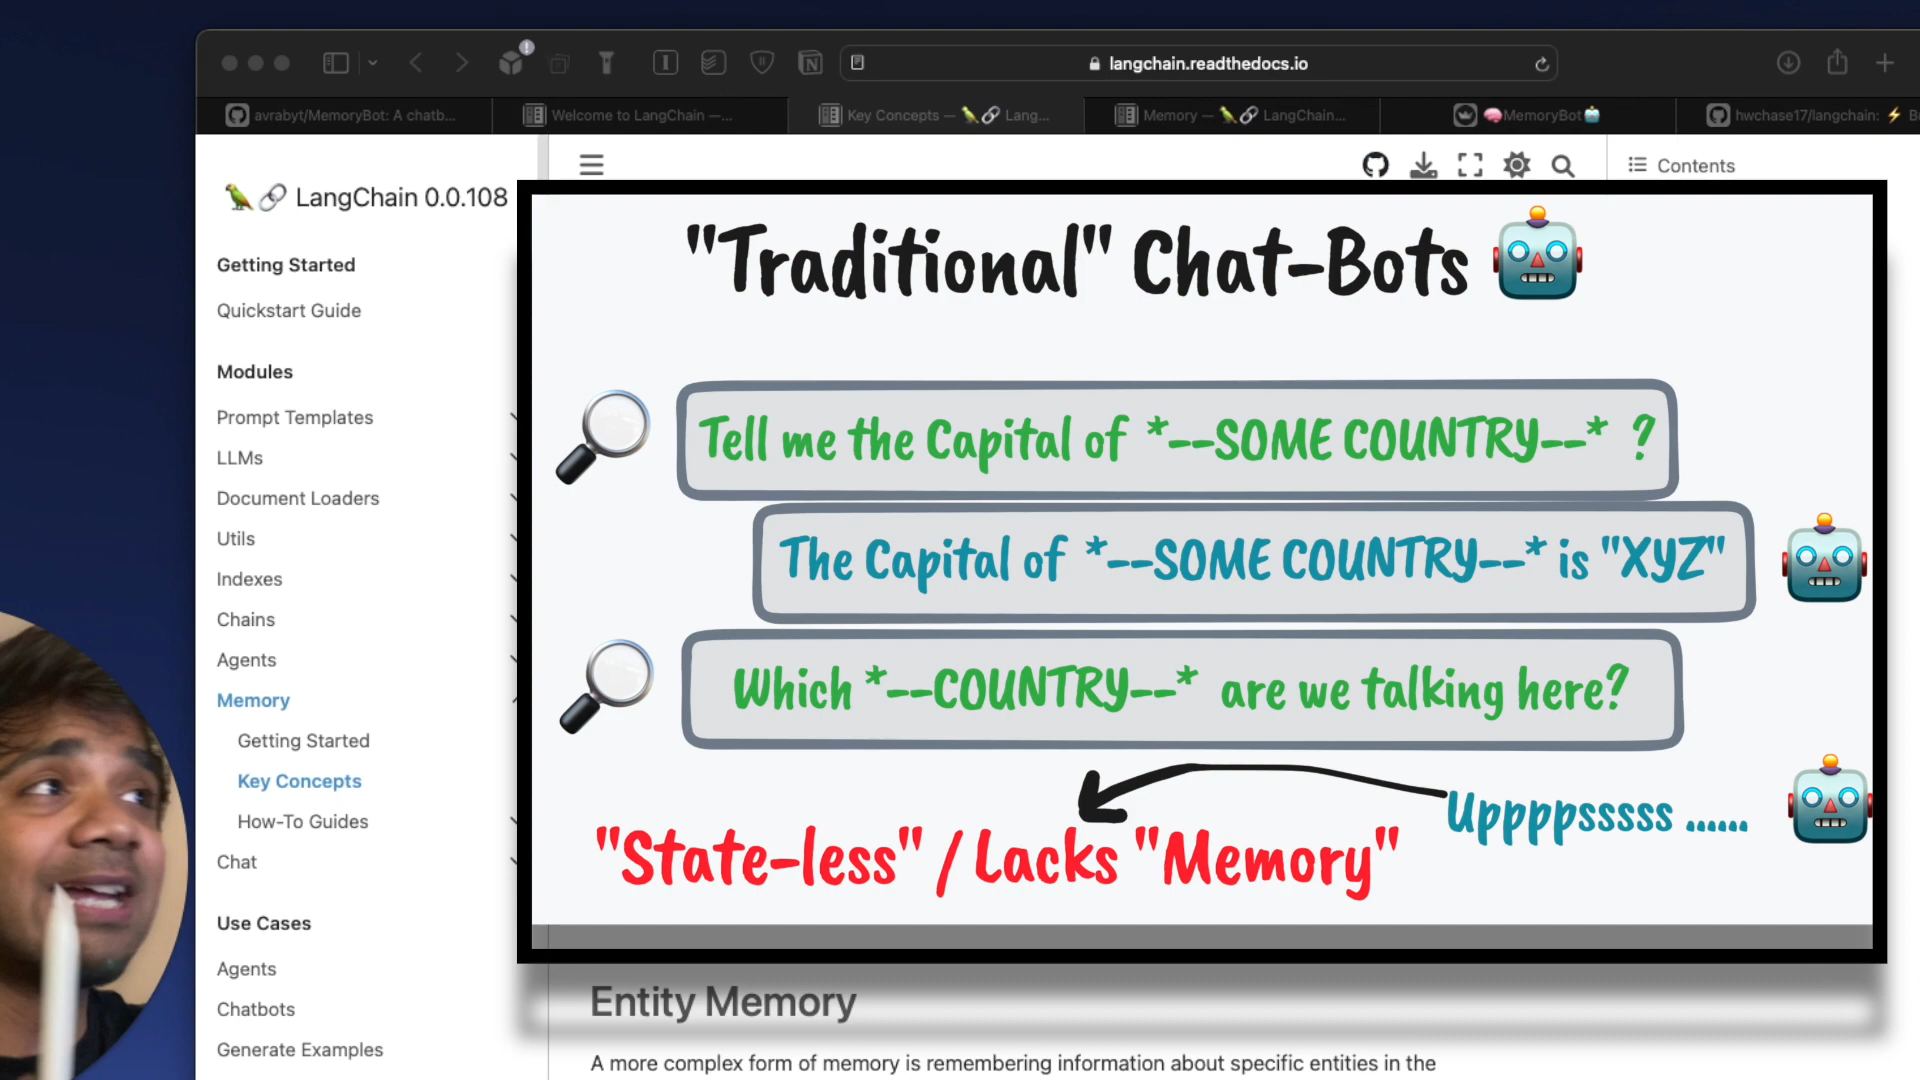 langchain.readthedocs.io
avrabyt/MemoryBot: A chatb...
Welcome to LangChain —...
Key Concepts — 🦜🔗 Lang...
Memory — 🦜🔗 LangChain...
🧠MemoryBot🤖
hwchase17/langchain: ⚡
🦜🔗 LangChain 0.0.108
Contents
Getting Started
Quickstart Guide
Modules
Prompt Templates
LLMs
Document Loaders
Utils
Indexes
Chains
Agents
Memory
Getting Started
Key Concepts
How-To Guides
Chat
Use Cases
Agents
Chatbots
Generate Examples
"Traditional" Chat-Bots
Tell me the Capital of *--SOME COUNTRY--* ?
The Capital of *--SOME COUNTRY--* is "XYZ"
Which *--COUNTRY--* are we talking here?
Uppppsssss ......
"State-less" / Lacks "Memory"
Entity Memory
A more complex form of memory is remembering information about specific entities in the